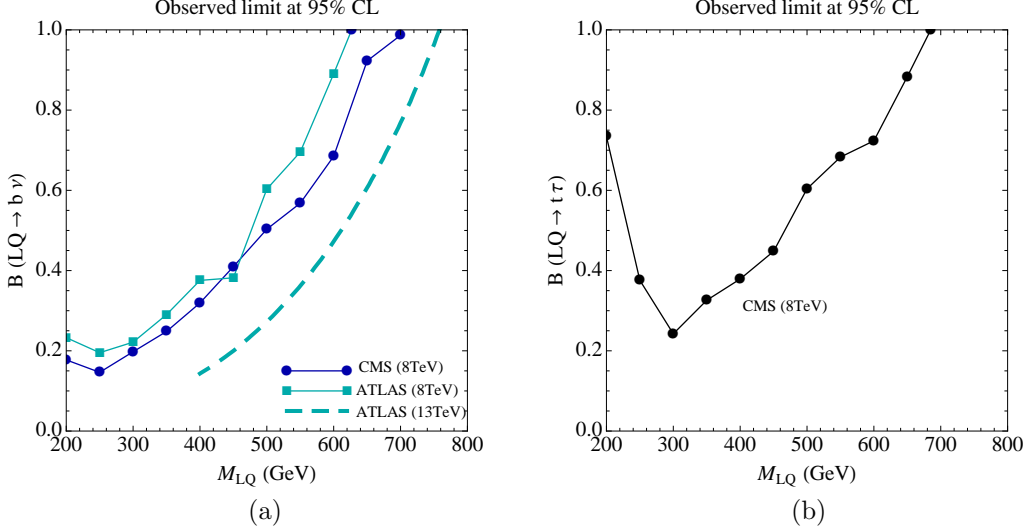 Observed limit at 95% CL
B (LQ → b ν)
1.0
0.8
0.6
0.4
0.2
0.0
200 300 400 500 600 700 800
M_LQ (GeV)
CMS (8TeV)
ATLAS (8TeV)
ATLAS (13TeV)
(a)
Observed limit at 95% CL
B (LQ → t τ)
1.0
0.8
0.6
0.4
0.2
0.0
200 300 400 500 600 700 800
M_LQ (GeV)
CMS (8TeV)
(b)